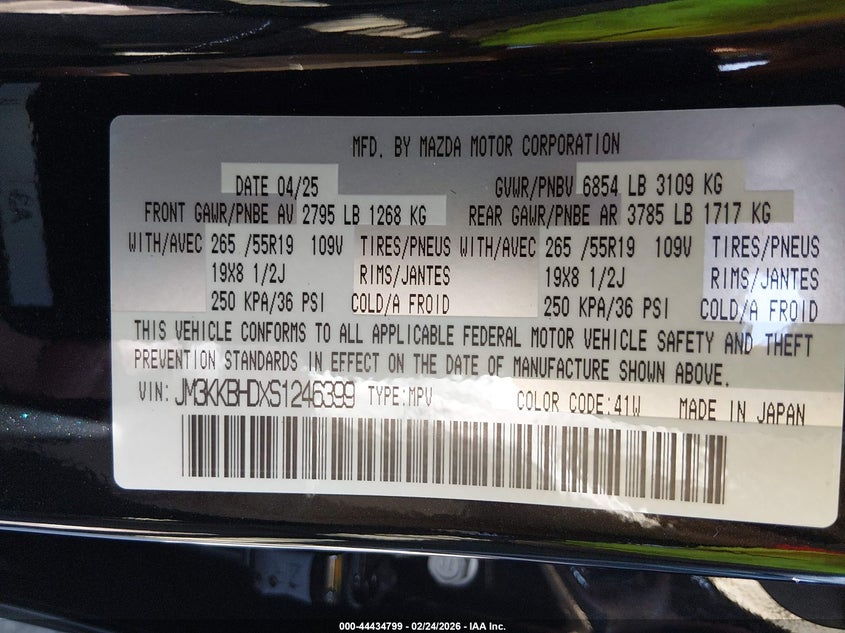 MFD. BY MAZDA MOTOR CORPORATION
DATE 04/25 GVWR/PNBV 6854 LB 3109 KG
FRONT GAWR/PNBE AV 2795 LB 1268 KG REAR GAWR/PNBE AR 3785 LB 1717 KG
WITH/AVEC 265 /55R19 109V TIRES/PNEUS WITH/AVEC 265 /55R19 109V TIRES/PNEUS
19X8 1/2J RIMS/JANTES 19X8 1/2J RIMS/JANTES
250 KPA/36 PSI COLD/A FROID 250 KPA/36 PSI COLD/A FROID
THIS VEHICLE CONFORMS TO ALL APPLICABLE FEDERAL MOTOR VEHICLE SAFETY AND THEFT
PREVENTION STANDARDS IN EFFECT ON THE DATE OF MANUFACTURE SHOWN ABOVE.
VIN: JM3KKBHDXS1246399 TYPE:MPV COLOR CODE:41W MADE IN JAPAN
000-44434799 - 02/24/2026 - IAA Inc.